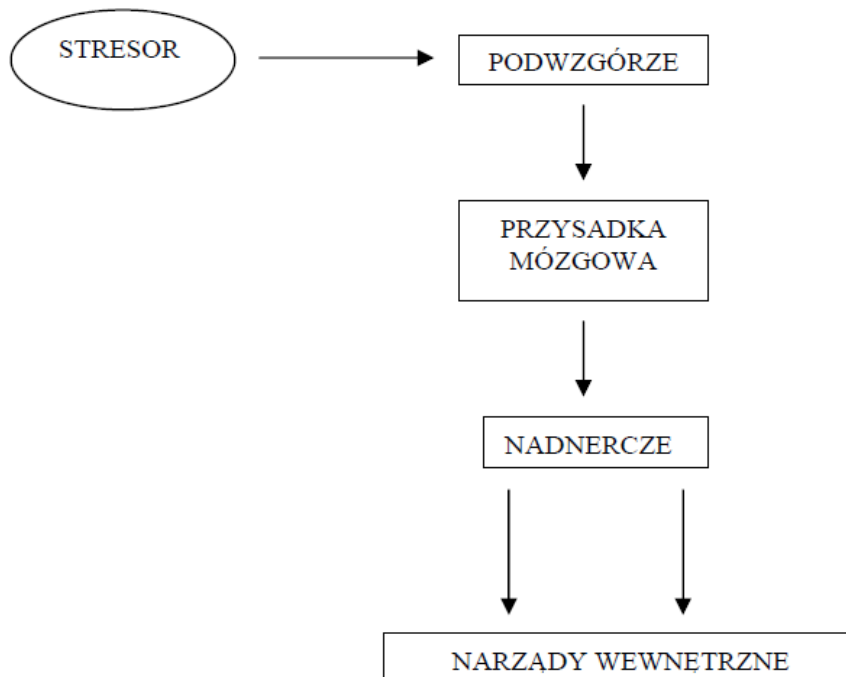 STRESOR
PODWZGÓRZE
PRZYSADKA
MÓZGOWA
NADNERCZE
NARZĄDY WEWNĘTRZNE